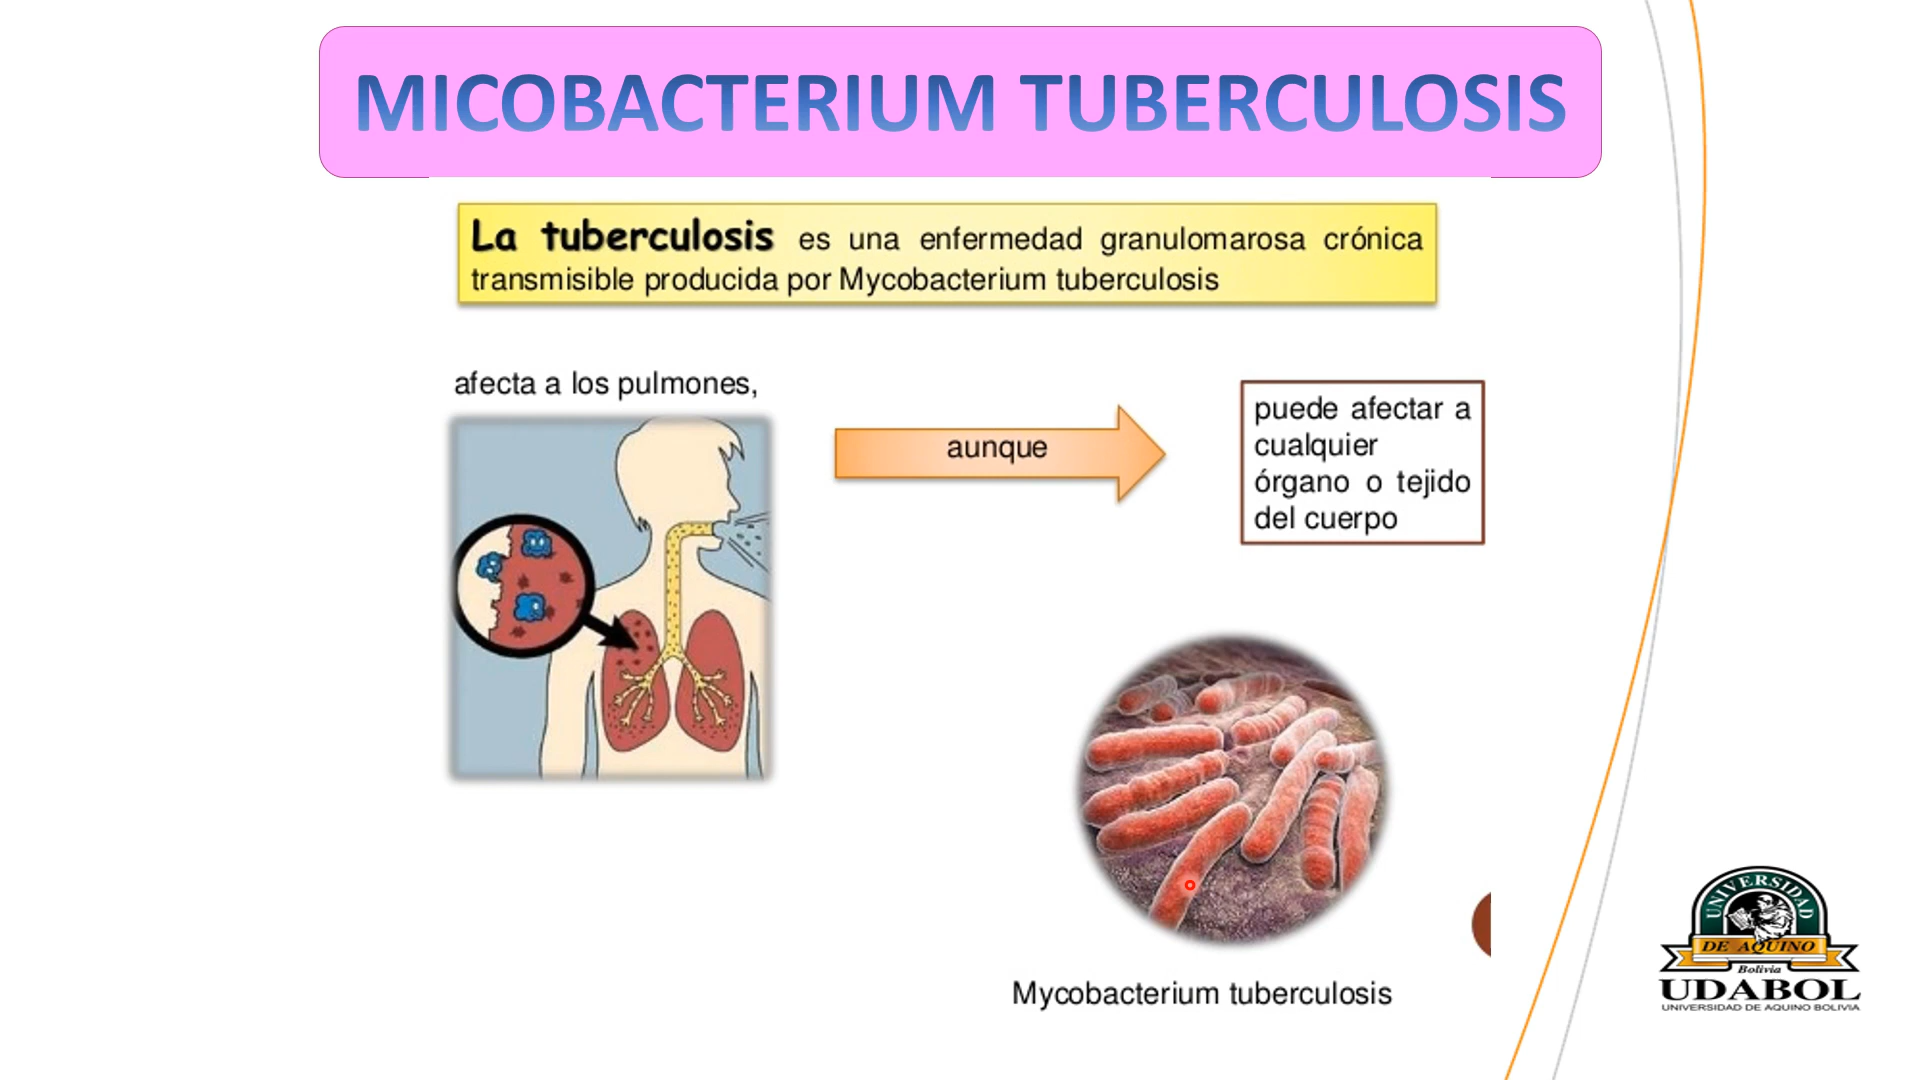 MICOBACTERIUM TUBERCULOSIS
La tuberculosis es una enfermedad granulomarosa crónica
transmisible producida por Mycobacterium tuberculosis
afecta a los pulmones,
aunque
puede afectar a
cualquier
órgano o tejido
del cuerpo
Mycobacterium tuberculosis
UNIVERSIDAD
DE AQUINO
Bolivia
UDABOL
UNIVERSIDAD DE AQUINO BOLIVIA